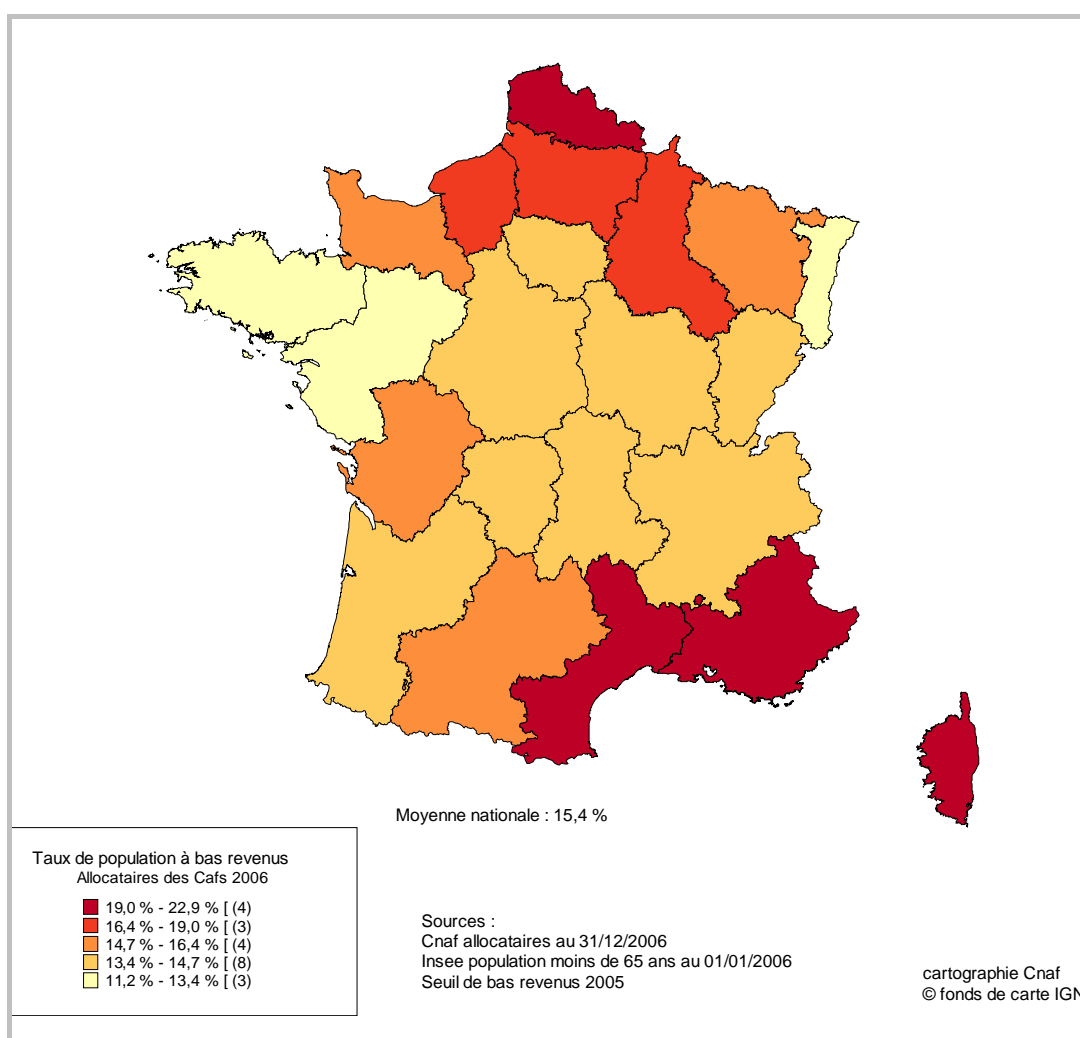 Moyenne nationale : 15,4 %
Taux de population à bas revenus
Allocataires des Cafs 2006
19,0 % - 22,9 % [ (4)
16,4 % - 19,0 % [ (3)
14,7 % - 16,4 % [ (4)
13,4 % - 14,7 % [ (8)
11,2 % - 13,4 % [ (3)
Sources :
Cnaf allocataires au 31/12/2006
Insee population moins de 65 ans au 01/01/2006
Seuil de bas revenus 2005
cartographie Cnaf
© fonds de carte IGN